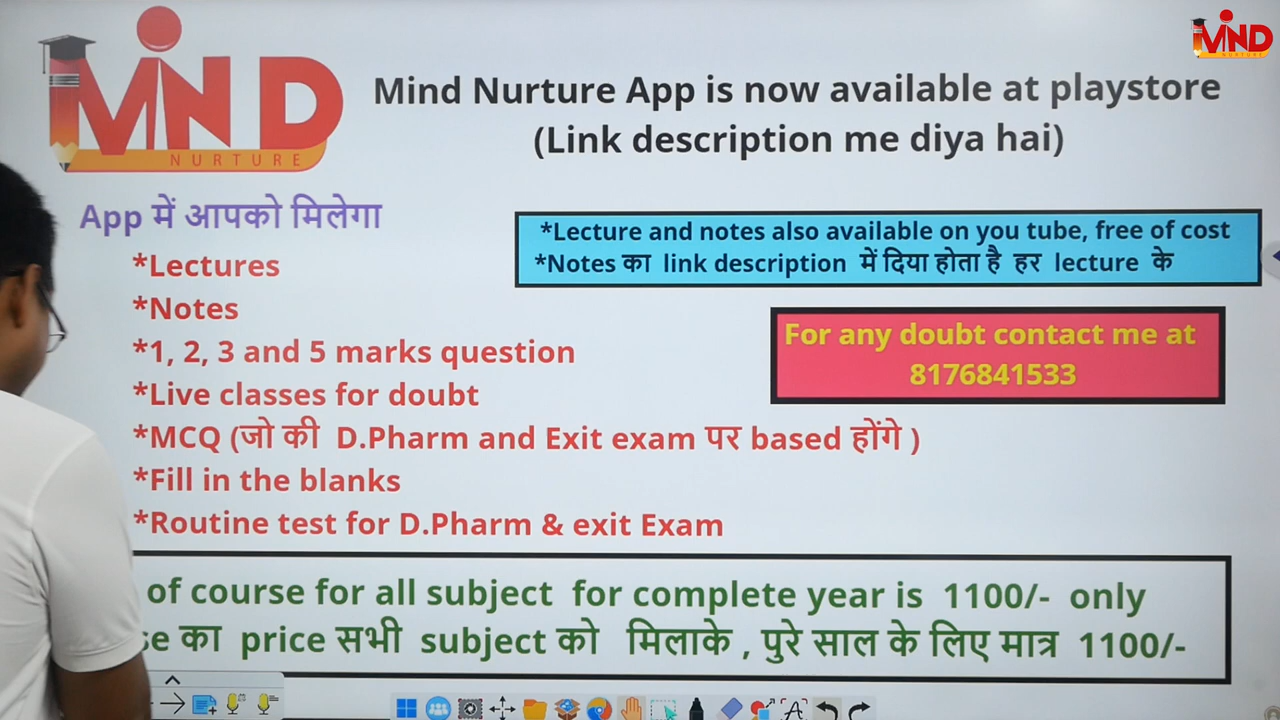 MIND
NURTURE
MIND
NURTURE
Mind Nurture App is now available at playstore
(Link description me diya hai)
App में आपको मिलेगा
*Lectures
*Notes
*1, 2, 3 and 5 marks question
*Live classes for doubt
*MCQ (जो की D.Pharm and Exit exam पर based होंगे )
*Fill in the blanks
*Routine test for D.Pharm & exit Exam
*Lecture and notes also available on you tube, free of cost
*Notes का link description में दिया होता है हर lecture के
For any doubt contact me at
8176841533
of course for all subject for complete year is 1100/- only
का price सभी subject को मिलाके , पुरे साल के लिए मात्र 1100/-